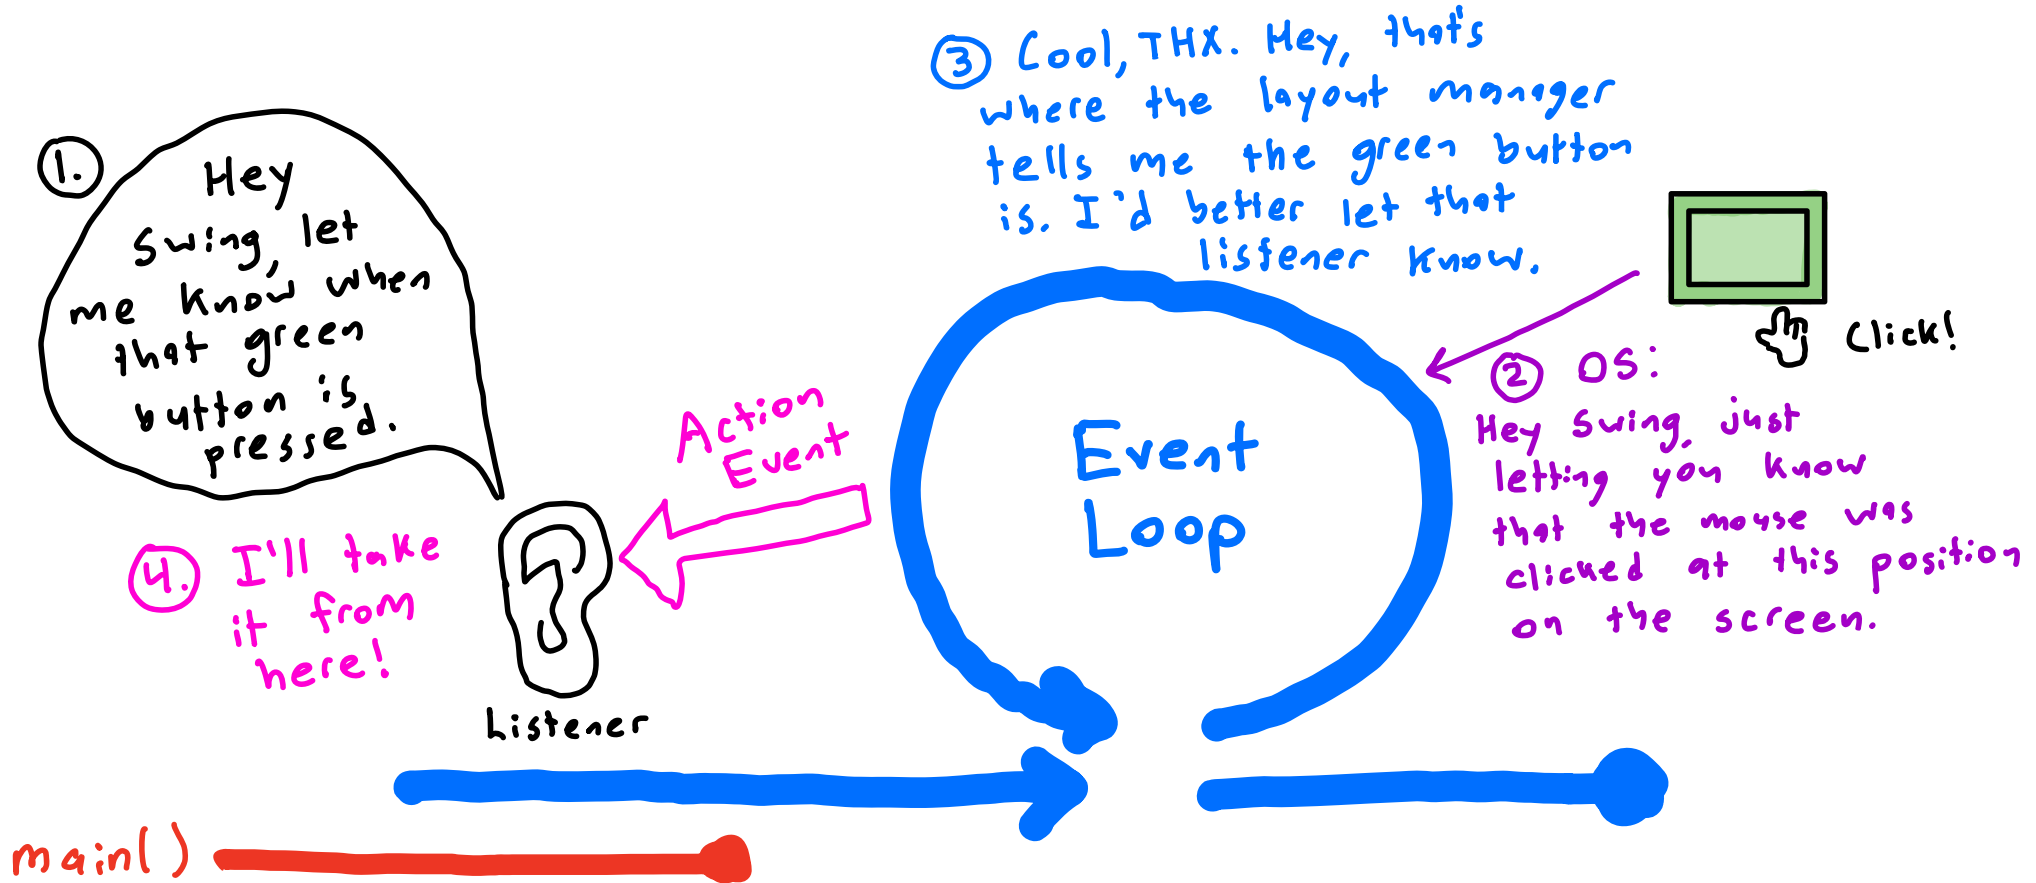 1.
Hey
Swing, let
me know when
that green
button is
pressed.
3 Cool, THX. Hey, that's
where the layout manager
tells me the green button
is. I'd better let that
listener know.
Click!
2 OS:
Hey Swing, just
letting you know
that the mouse was
clicked at this position
on the screen.
Action
Event
Event
Loop
4. I'll take
it from
here!
Listener
main()